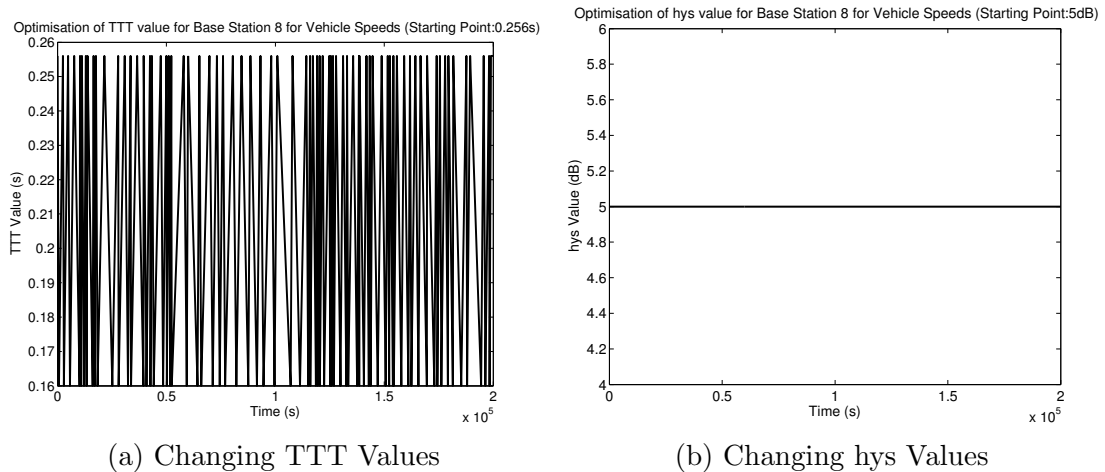 Optimisation of TTT value for Base Station 8 for Vehicle Speeds (Starting Point:0.256s)
0.26
0.25
0.24
0.23
0.22
0.21
0.2
0.19
0.18
0.17
0.16
TTT Value (s)
0 0.5 1 1.5 2
x 10^5
Time (s)
(a) Changing TTT Values
Optimisation of hys value for Base Station 8 for Vehicle Speeds (Starting Point:5dB)
6
5.8
5.6
5.4
5.2
5
4.8
4.6
4.4
4.2
4
hys Value (dB)
0 0.5 1 1.5 2
x 10^5
Time (s)
(b) Changing hys Values